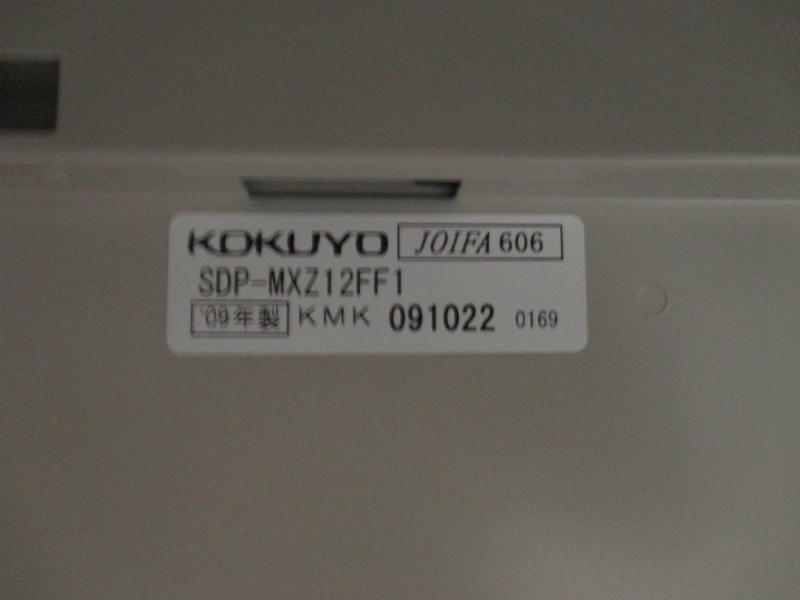 KOKUYO JOIFA 606
SDP-MXZ12FF1
'09年製 KMK 091022 0169